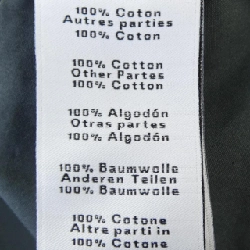 100% Coton
Autres parties
100% Coton
100% Cotton
Other Partes
100% Cotton
100% Algodón
Otras partes
100% Algodón
100% Baumwolle
Anderen Teilen
100% Baumwolle
100% Cotone
Altre parti in
100% Cotone